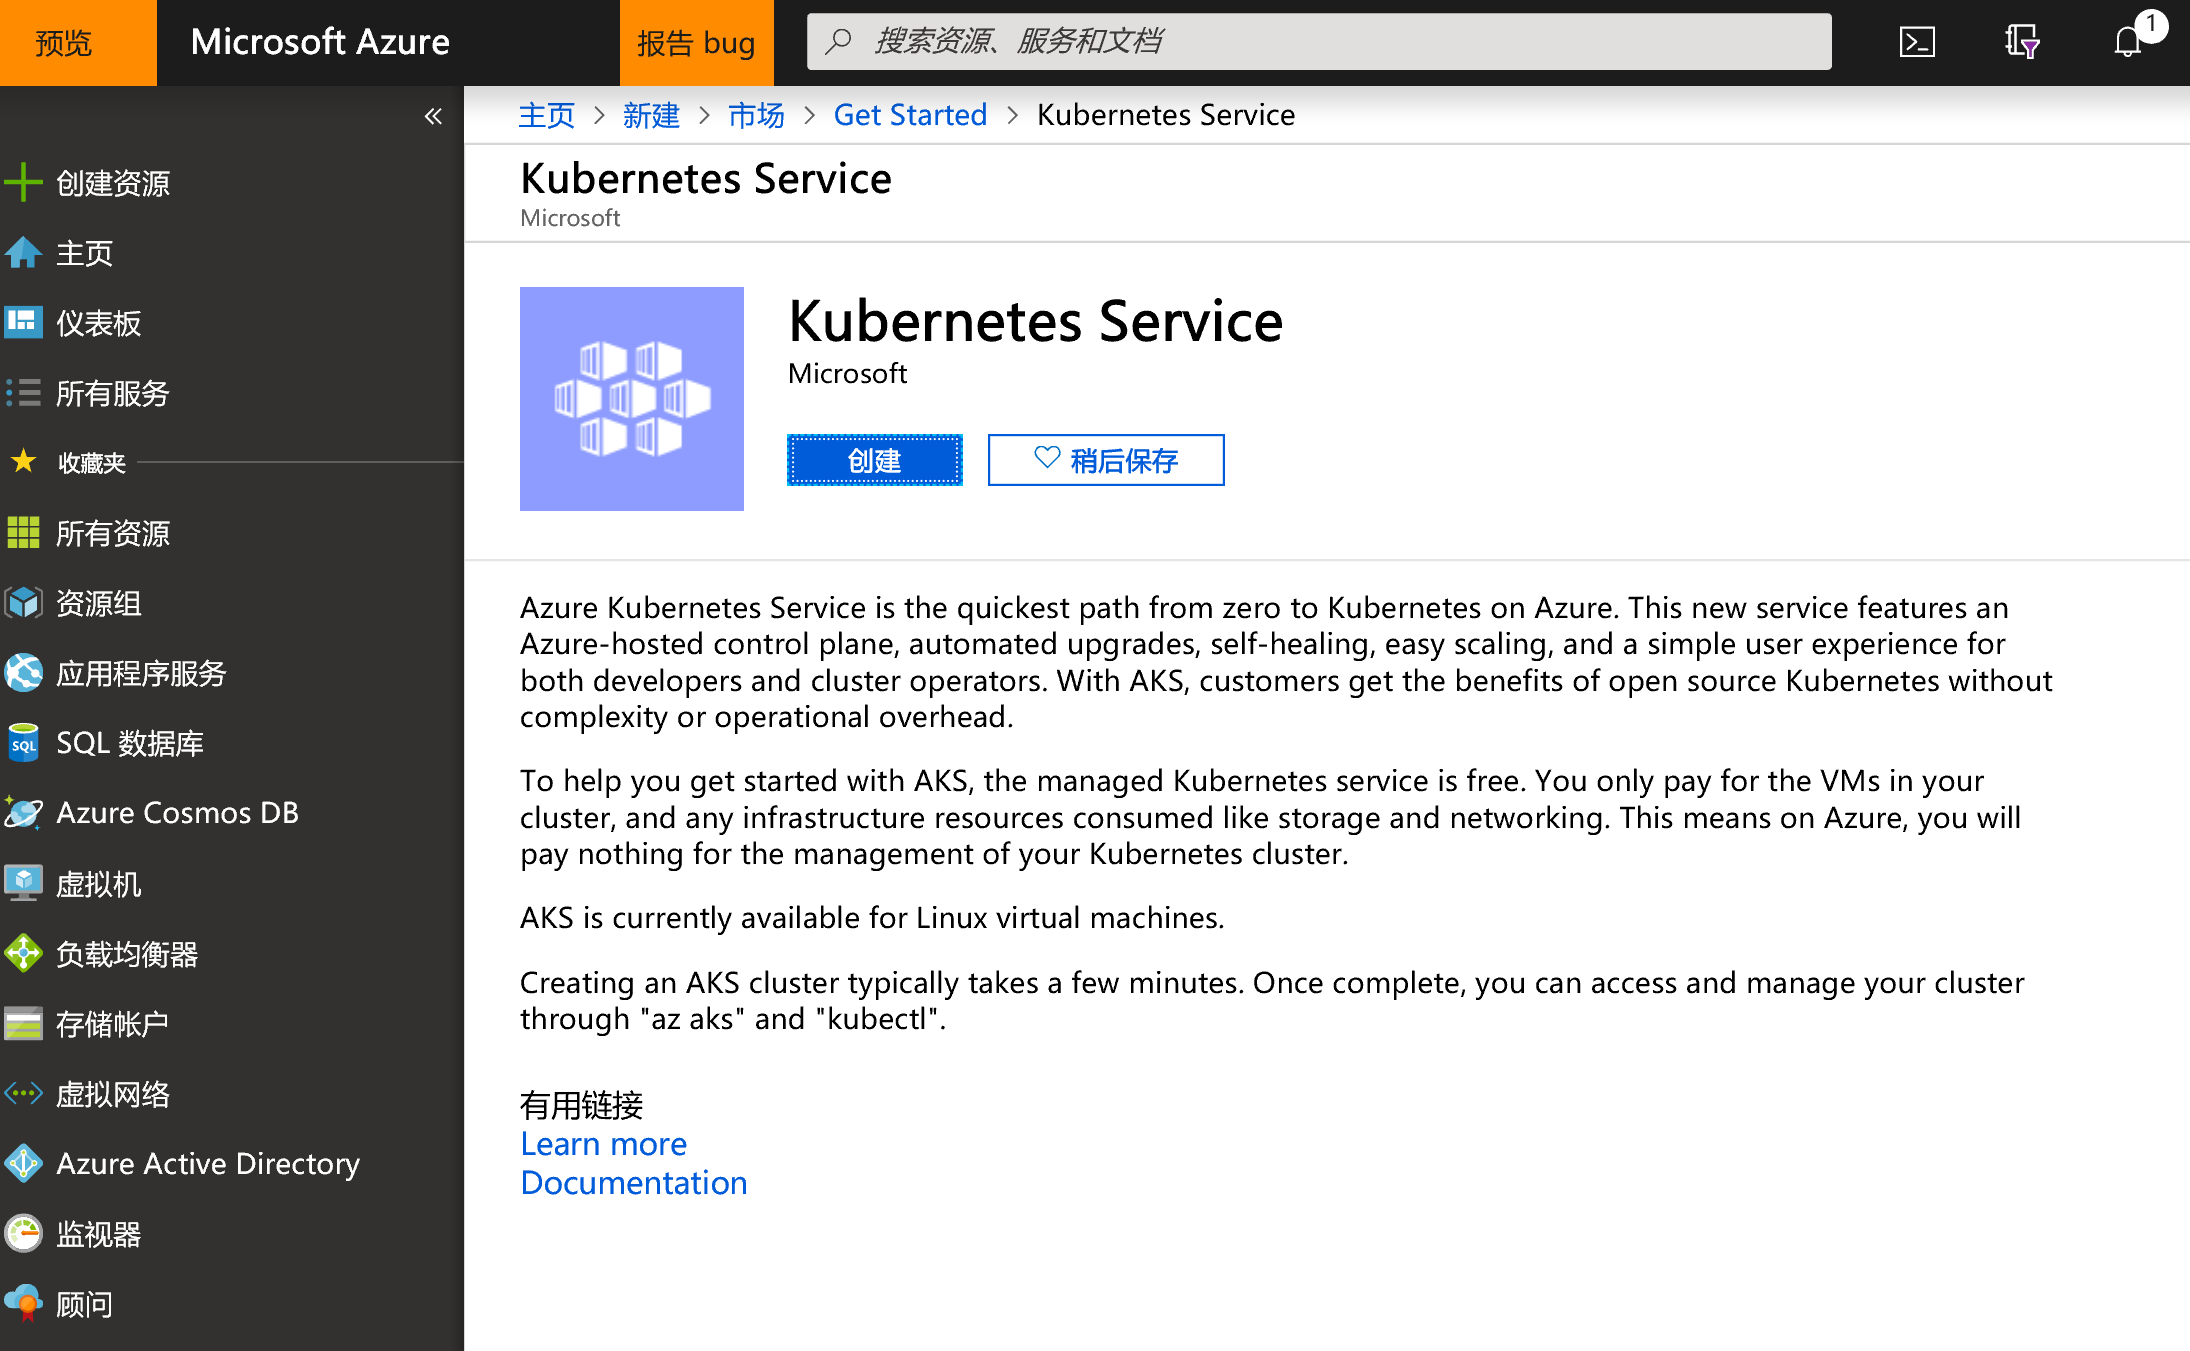 预览
Microsoft Azure
报告 bug
搜索资源、服务和文档
1
主页 > 新建 > 市场 > Get Started > Kubernetes Service
创建资源
主页
仪表板
所有服务
收藏夹
所有资源
资源组
应用程序服务
SQL 数据库
SQL
Azure Cosmos DB
虚拟机
负载均衡器
存储帐户
虚拟网络
Azure Active Directory
监视器
顾问
Kubernetes Service
Microsoft
Kubernetes Service
Microsoft
创建
稍后保存
Azure Kubernetes Service is the quickest path from zero to Kubernetes on Azure. This new service features an
Azure-hosted control plane, automated upgrades, self-healing, easy scaling, and a simple user experience for
both developers and cluster operators. With AKS, customers get the benefits of open source Kubernetes without
complexity or operational overhead.
To help you get started with AKS, the managed Kubernetes service is free. You only pay for the VMs in your
cluster, and any infrastructure resources consumed like storage and networking. This means on Azure, you will
pay nothing for the management of your Kubernetes cluster.
AKS is currently available for Linux virtual machines.
Creating an AKS cluster typically takes a few minutes. Once complete, you can access and manage your cluster
through "az aks" and "kubectl".
有用链接
Learn more
Documentation